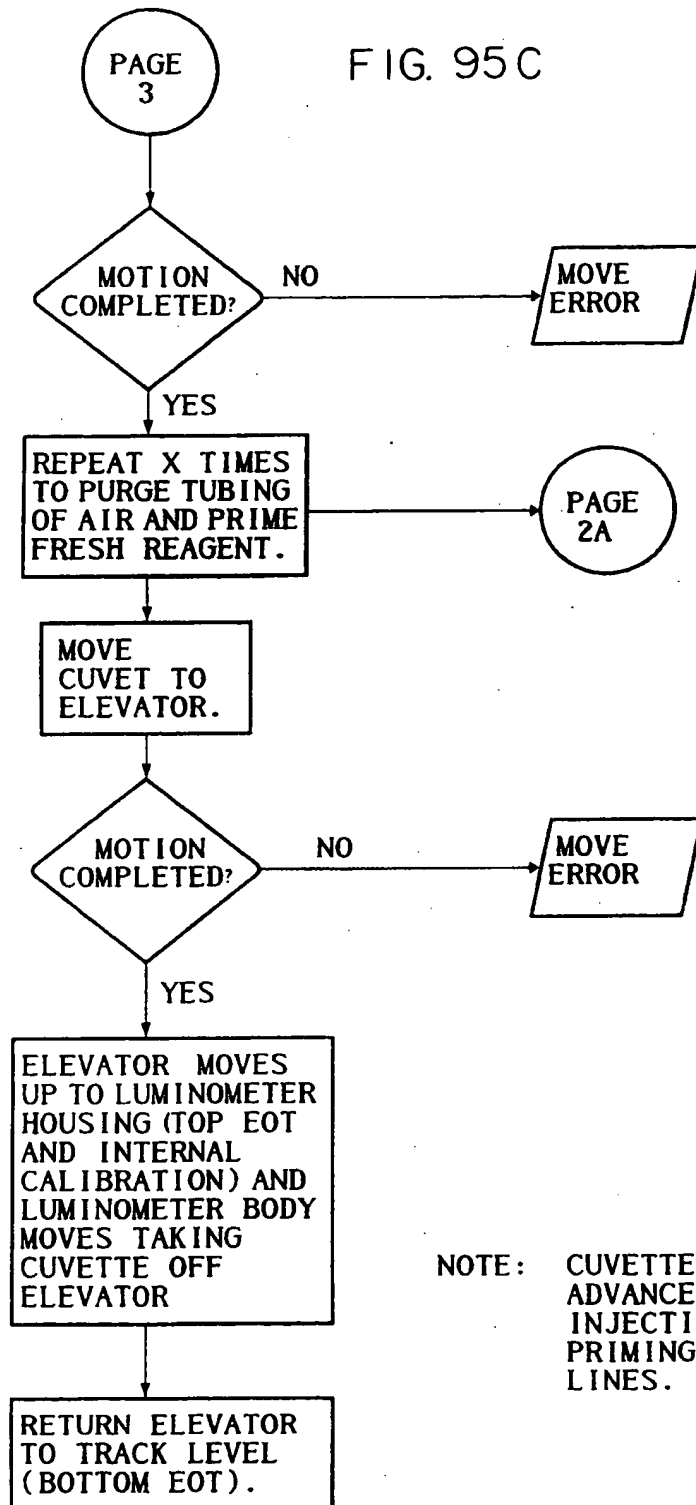 FIG. 95C
PAGE
3
MOTION
COMPLETED?
NO
MOVE
ERROR
YES
REPEAT X TIMES
TO PURGE TUBING
OF AIR AND PRIME
FRESH REAGENT.
PAGE
2A
MOVE
CUVET TO
ELEVATOR.
MOTION
COMPLETED?
NO
MOVE
ERROR
YES
ELEVATOR MOVES
UP TO LUMINOMETER
HOUSING (TOP EOT
AND INTERNAL
CALIBRATION) AND
LUMINOMETER BODY
MOVES TAKING
CUVETTE OFF
ELEVATOR
NOTE: CUVETTE
ADVANCE
INJECTI
PRIMING
LINES.
RETURN ELEVATOR
TO TRACK LEVEL
(BOTTOM EOT).